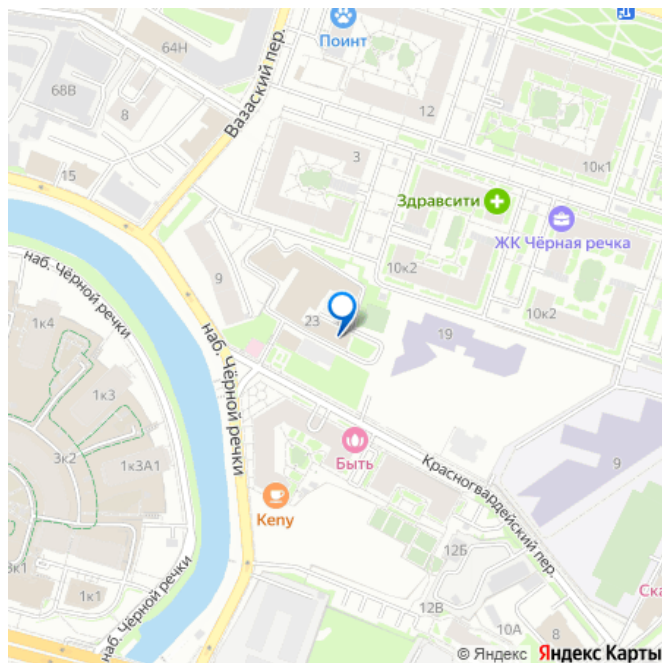 Поинт
64Н
Вазаский пер.
68В
8
12
3
10к1
15
Здравсити
ЖК Чёрная речка
9
10к2
наб. Чёрной речки
10к2
1к4
23
19
наб. Чёрной речки
1к3
Быть
3к2
1к3А1
Красногвардейский пер.
9
Keny
12Б
3к1
1к1
наб. Чёрной речки
12В
10А
8
Ска
© Яндекс Яндекс Карты